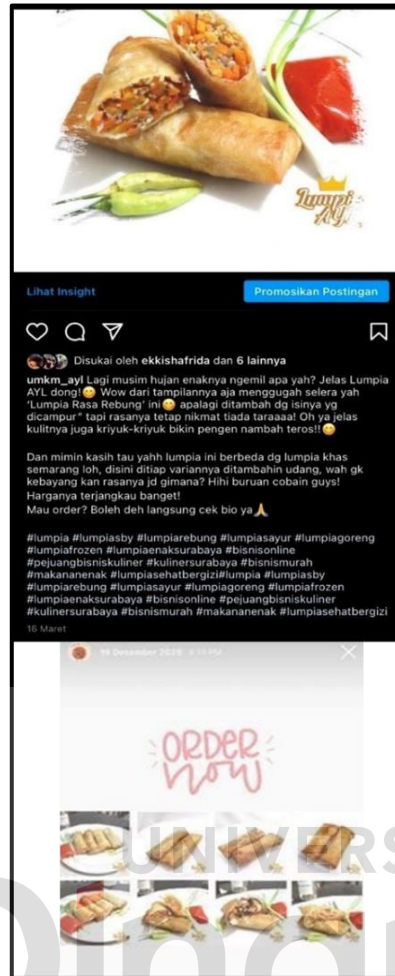 Lumpi
AY
Lihat Insight
Promosikan Postingan
Disukai oleh ekkishafrida dan 6 lainnya
umkm_ayl Lagi musim hujan enaknya ngemil apa yah? Jelas Lumpia
AYL dong!😋 Wow dari tampilannya aja menggugah selera yah
'Lumpia Rasa Rebung' ini😋 apalagi ditambah dg isinya yg
dicampur" tapi rasanya tetap nikmat tiada taraaaa! Oh ya jelas
kulitnya juga kriyuk-kriyuk bikin pengen nambah teros!!😋
Dan mimin kasih tau yahh lumpia ini berbeda dg lumpia khas
semarang loh, disini ditiap variannya ditambahin udang, wah gk
kebayang kan rasanya jd gimana? Hihi buruan cobain guys!
Harganya terjangkau banget!
Mau order? Boleh deh langsung cek bio ya🙏
#lumpia #lumpiasby #lumpiarebung #lumpiasayur #lumpiagoreng
#lumpiafrozen #lumpiaenaksurabaya #bisnisonline
#pejuangbisniskuliner #kulinersurabaya #bisnismurah
#makananenak #lumpiasehatbergizi#lumpia #lumpiasby
#lumpiarebung #lumpiasayur #lumpiagoreng #lumpiafrozen
#lumpiaenaksurabaya #bisnisonline #pejuangbisniskuliner
#kulinersurabaya #bisnismurah #makananenak #lumpiasehatbergizi
16 Maret
Desember
ORDER
NOW
UNIVERS